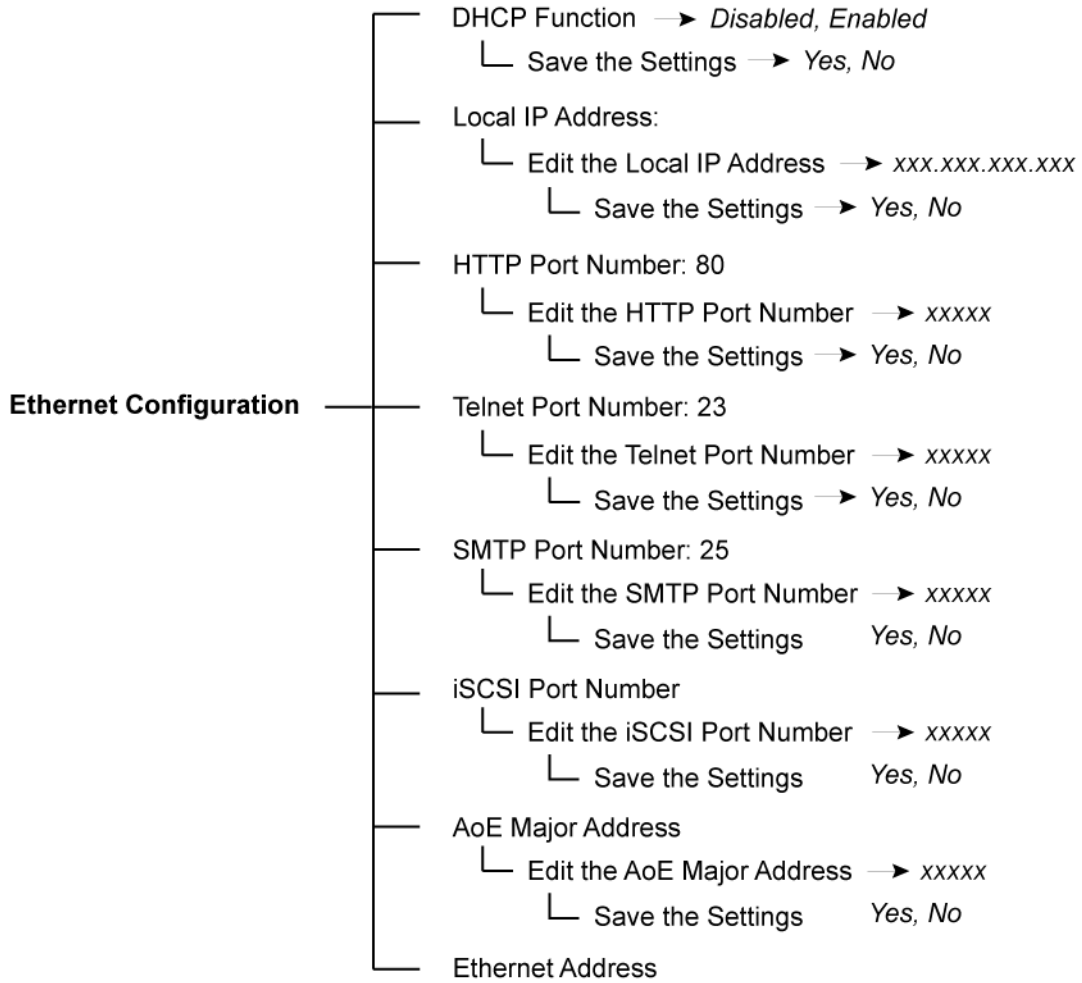 DHCP Function Disabled, Enabled
Save the Settings Yes, No
Local IP Address:
Edit the Local IP Address xxx.xxx.xxx.xxx
Save the Settings Yes, No
HTTP Port Number: 80
Edit the HTTP Port Number xxxxx
Save the Settings Yes, No
Ethernet Configuration
Telnet Port Number: 23
Edit the Telnet Port Number xxxxx
Save the Settings Yes, No
SMTP Port Number: 25
Edit the SMTP Port Number xxxxx
Save the Settings Yes, No
iSCSI Port Number
Edit the iSCSI Port Number xxxxx
Save the Settings Yes, No
AoE Major Address
Edit the AoE Major Address xxxxx
Save the Settings Yes, No
Ethernet Address